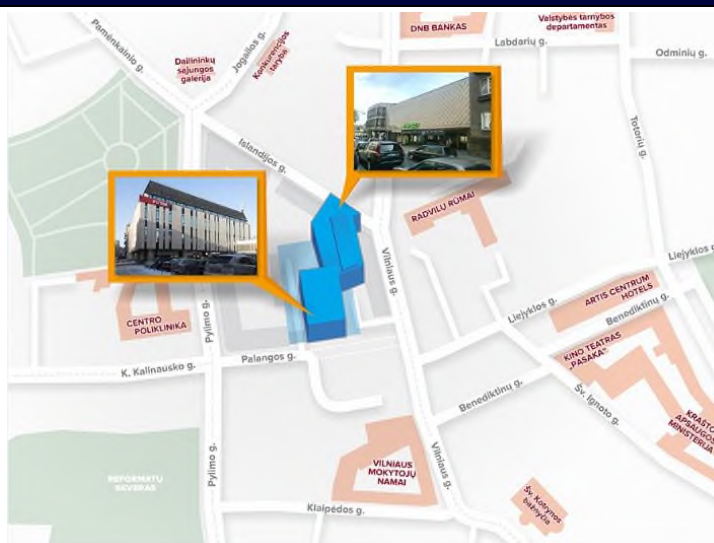 DNB BANKAS
Valstybės tarnybos
departamentas
Pamėnkalnio g.
Jogailos g.
Labdarių g.
Odminių g.
Dailininkų
sąjungos
galerija
Konkurencijos
taryba
Islandijos g.
Totorių g.
RADVILŲ RŪMAI
Vilniaus g.
Liejyklos g.
Liejyklos g.
ARTIS CENTRUM
HOTELS
Benediktinų g.
CENTRO
POLIKLINIKA
Pylimo g.
Palangos g.
K. Kalinausko g.
KINO TEATRAS
„PASAKA"
Benediktinų g.
Šv. Ignoto g.
KRAŠTO
APSAUGOS
MINISTERIJA
REFORMATŲ
SKVERAS
Pylimo g.
VILNIAUS
MOKYTOJŲ
NAMAI
Vilniaus g.
Klaipėdos g.
Šv. Kotrynos
bažnyčia